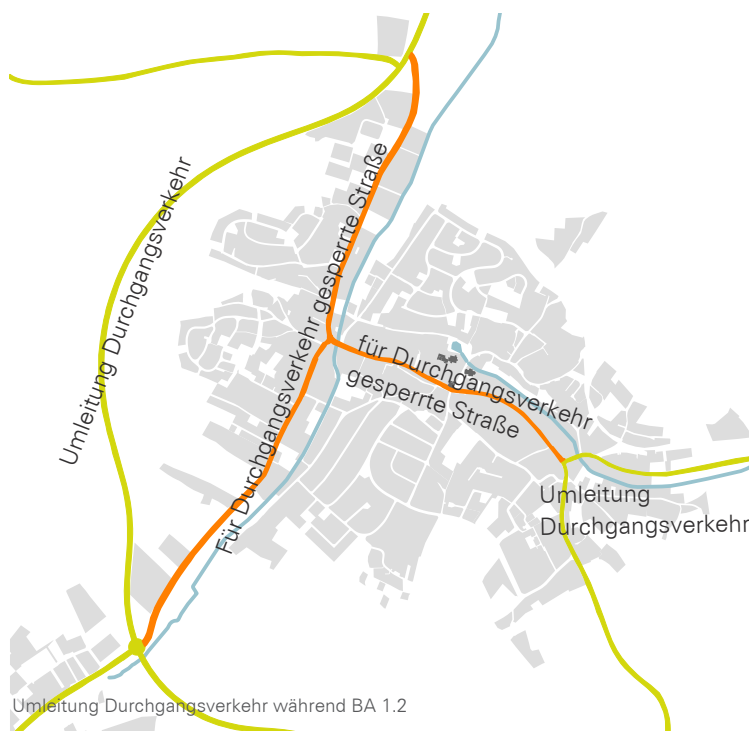 Umleitung Durchgangsverkehr
Für Durchgangsverkehr gesperrte Straße
für Durchgangsverkehr
gesperrte Straße
Umleitung
Durchgangsverkehr
Umleitung Durchgangsverkehr während BA 1.2